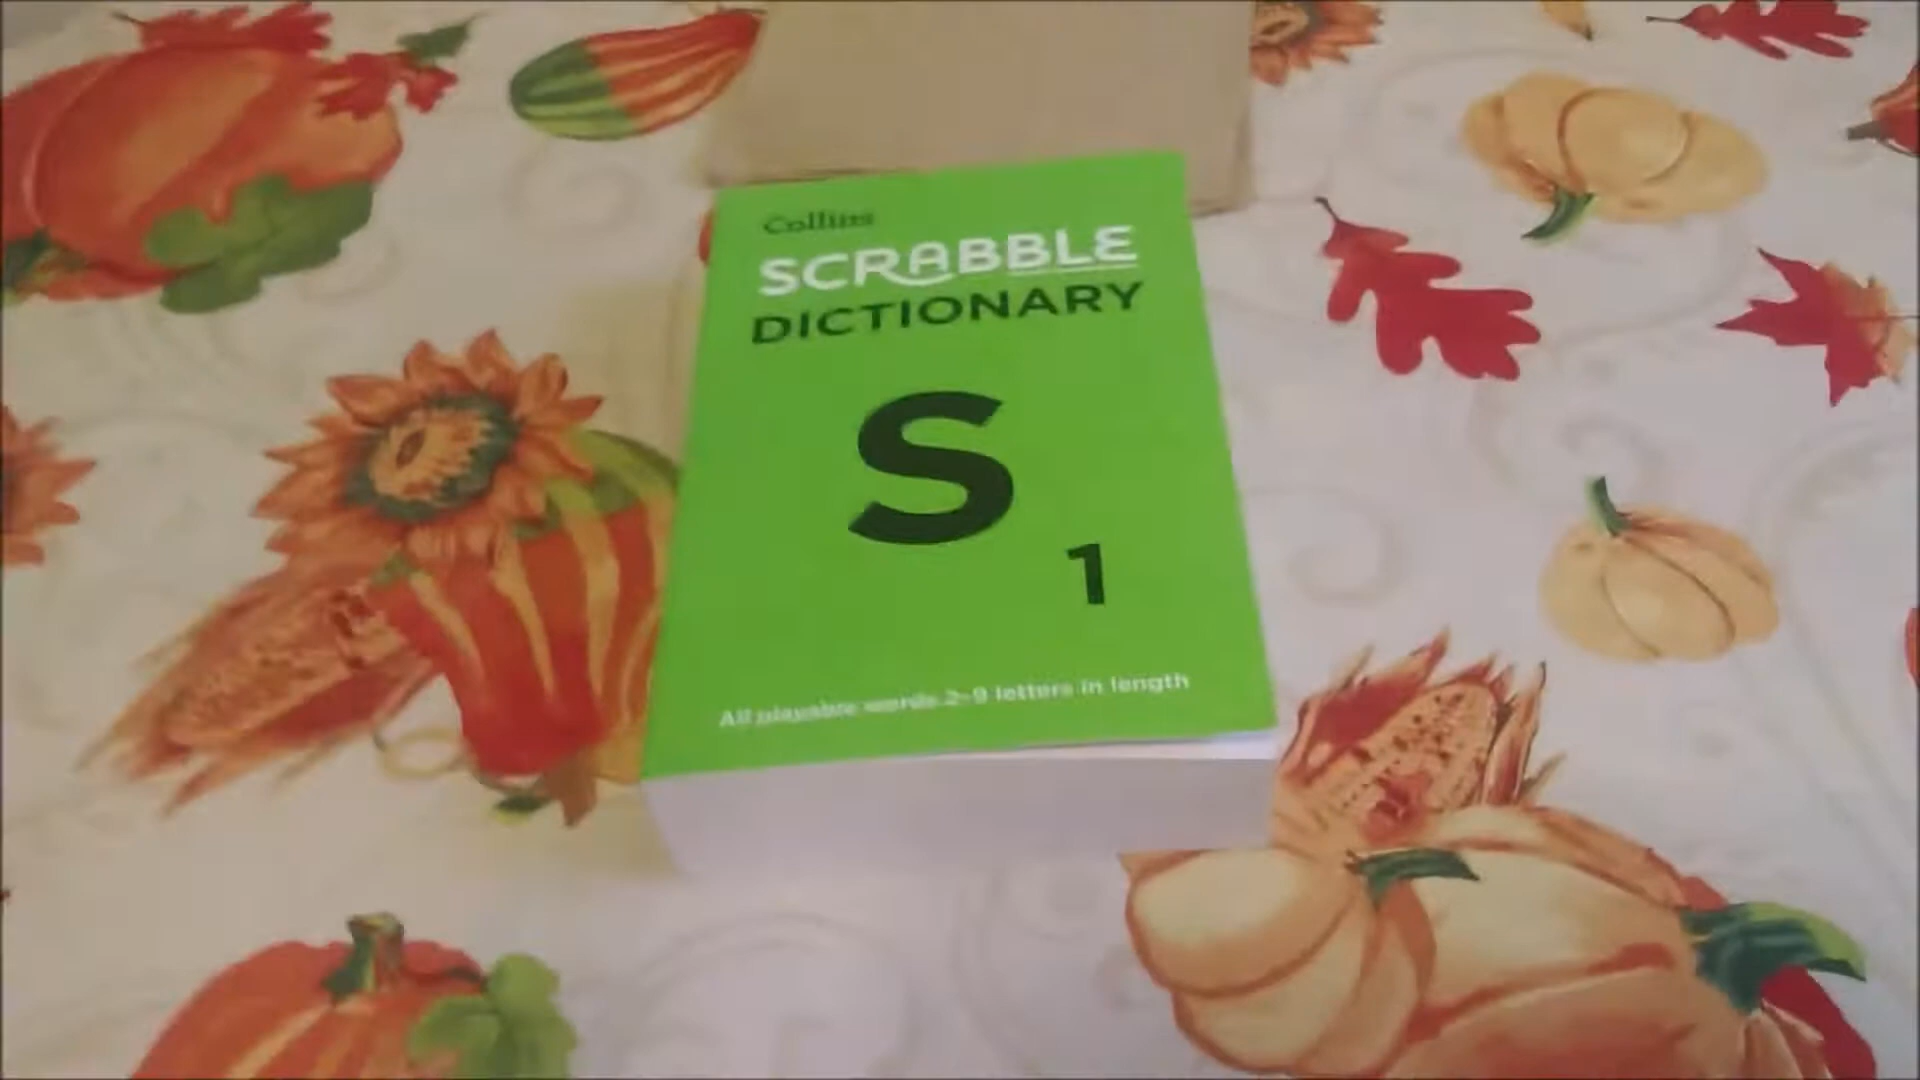 Collins
SCRABBLE
DICTIONARY
S
1
All playable words 2-9 letters in length